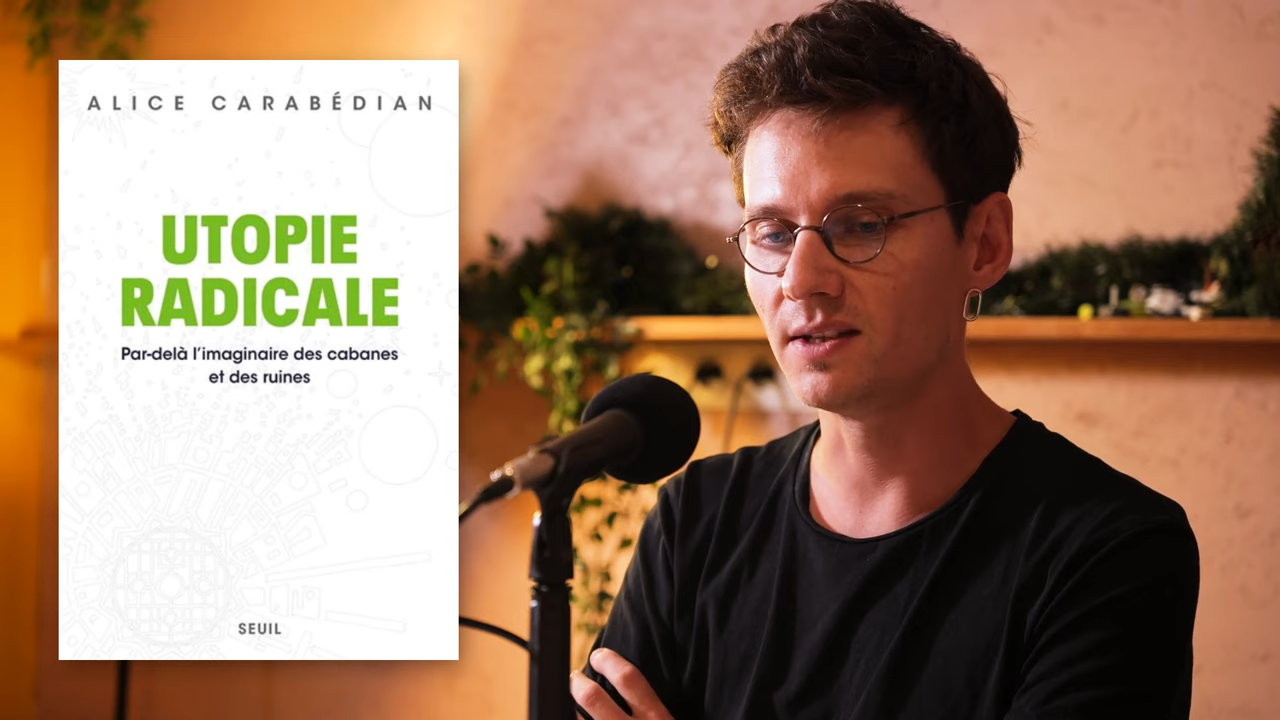 ALICE CARABÉDIAN
UTOPIE
RADICALE
Par-delà l'imaginaire des cabanes
et des ruines
SEUIL